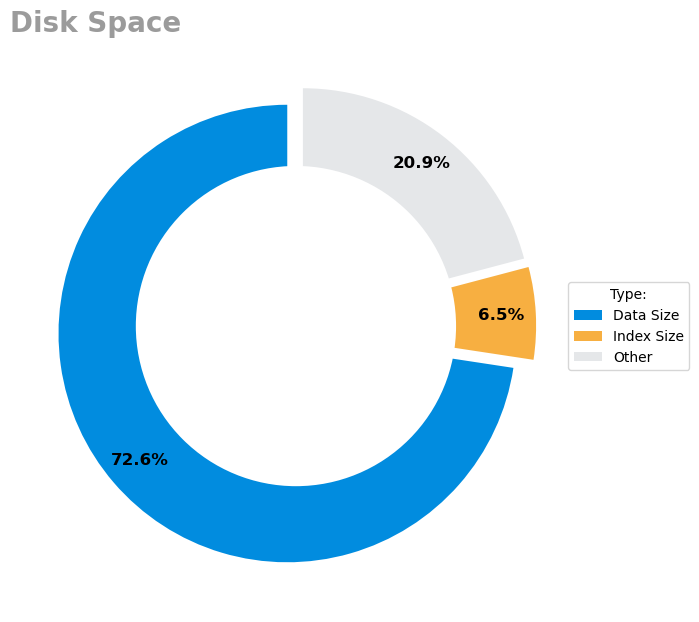 Disk Space
20.9%
6.5%
72.6%
Type:
Data Size
Index Size
Other